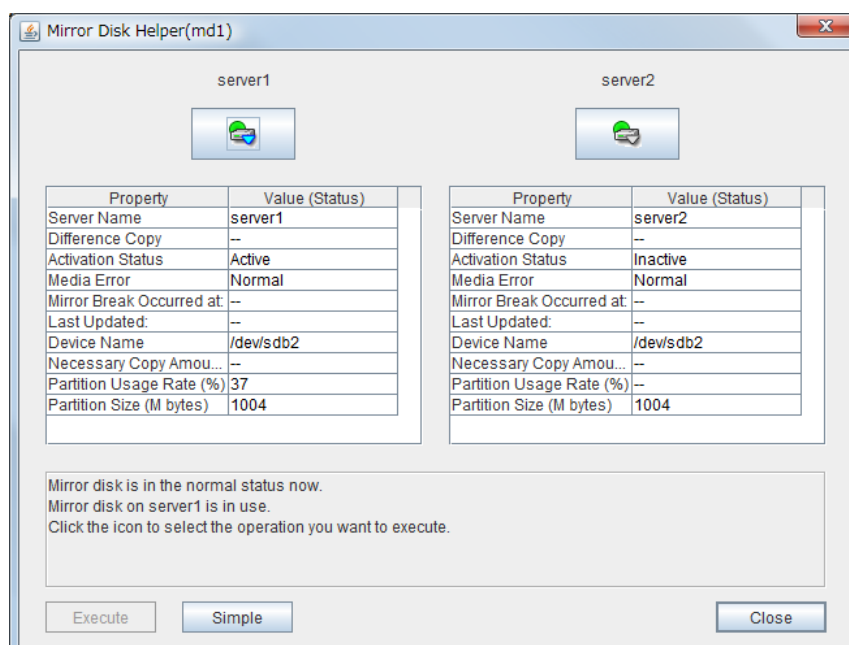 Mirror Disk Helper(md1)
server1 server2
Property Value (Status) Property Value (Status)
Server Name server1 Server Name server2
Difference Copy -- Difference Copy --
Activation Status Active Activation Status Inactive
Media Error Normal Media Error Normal
Mirror Break Occurred at: -- Mirror Break Occurred at: --
Last Updated: -- Last Updated: --
Device Name /dev/sdb2 Device Name /dev/sdb2
Necessary Copy Amou... -- Necessary Copy Amou... --
Partition Usage Rate (%) 37 Partition Usage Rate (%) --
Partition Size (M bytes) 1004 Partition Size (M bytes) 1004
Mirror disk is in the normal status now.
Mirror disk on server1 is in use.
Click the icon to select the operation you want to execute.
Execute Simple Close